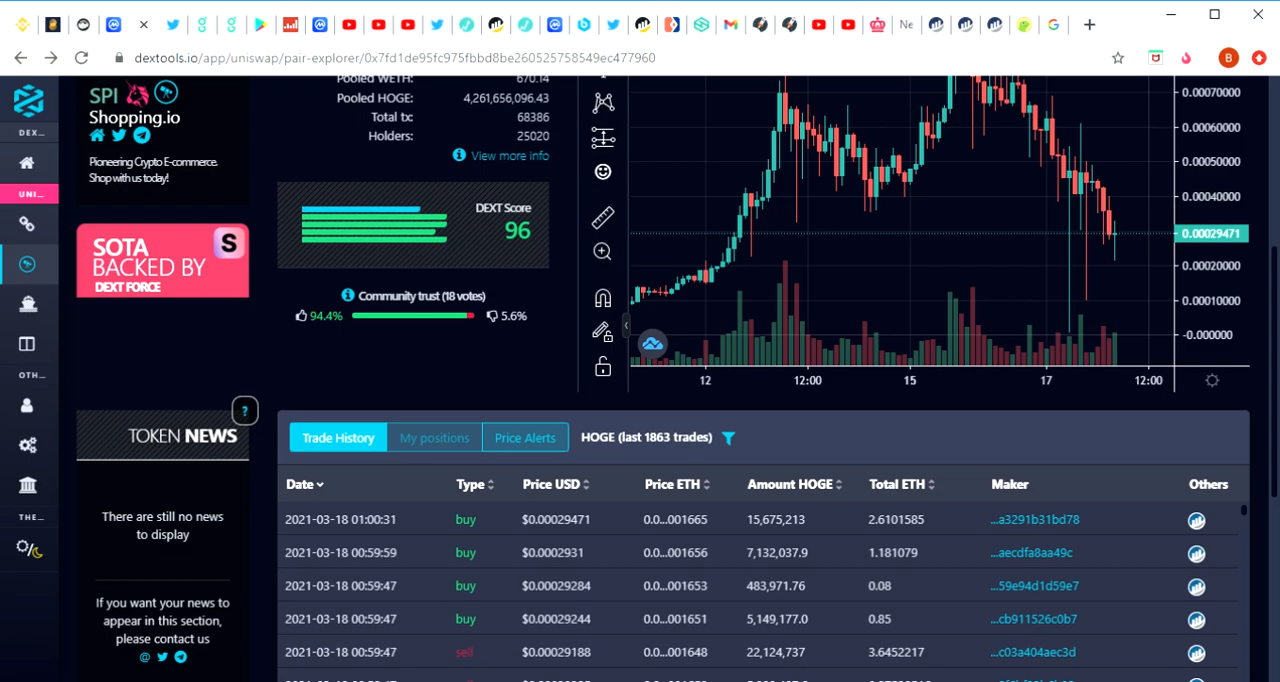 Ne
dextools.io/app/uniswap/pair-explorer/0x7fd1de95fc975fbbd8be260525758549ec477960
B
DEX...
UNI...
OTH...
THE...
SPI
Shopping.io
Pioneering Crypto E-commerce.
Shop with us today!
SOTA
BACKED BY
DEXT FORCE
S
?
TOKEN NEWS
There are still no news
to display
If you want your news to
appear in this section,
please contact us
@
Pooled WETH: 670.14
Pooled HOGE: 4,261,656,096.43
Total tx: 68386
Holders: 25020
View more info
DEXT Score
96
Community trust (18 votes)
94.4% 5.6%
0.00070000
0.00060000
0.00050000
0.00040000
0.00029471
0.00020000
0.00010000
-0.000000
12 12:00 15 17 12:00
Trade History My positions Price Alerts HOGE (last 1863 trades)
Date Type Price USD Price ETH Amount HOGE Total ETH Maker Others
2021-03-18 01:00:31 buy $0.00029471 0.0...001665 15,675,213 2.6101585 ...a3291b31bd78
2021-03-18 00:59:59 buy $0.0002931 0.0...001656 7,132,037.9 1.181079 ...aecdfa8aa49c
2021-03-18 00:59:47 buy $0.00029284 0.0...001653 483,971.76 0.08 ...59e94d1d59e7
2021-03-18 00:59:47 buy $0.00029244 0.0...001651 5,149,177.0 0.85 ...cb911526c0b7
2021-03-18 00:59:47 sell $0.00029188 0.0...001648 22,124,737 3.6452217 ...c03a404aec3d